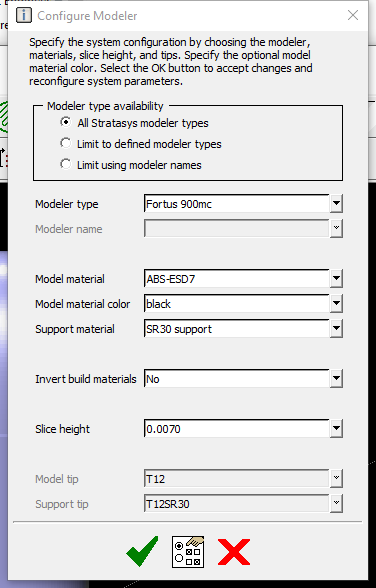 Configure Modeler
Specify the system configuration by choosing the modeler,
materials, slice height, and tips. Specify the optional model
material color. Select the OK button to accept changes and
reconfigure system parameters.
Modeler type availability
All Stratasys modeler types
Limit to defined modeler types
Limit using modeler names
Modeler type Fortus 900mc
Modeler name
Model material ABS-ESD7
Model material color black
Support material SR30 support
Invert build materials No
Slice height 0.0070
Model tip T12
Support tip T12SR30